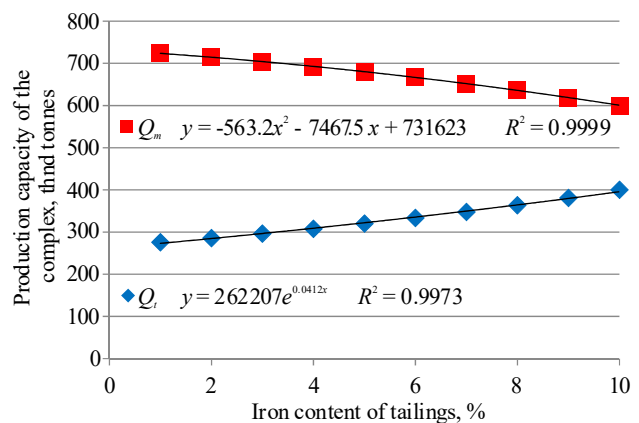 Production capacity of the
complex, thnd tonnes
800
700
600
500
400
300
200
100
0
Q_m y = -563.2x² - 7467.5 x + 731623 R² = 0.9999
Q_t y = 262207e^{0.0412x} R² = 0.9973
0 2 4 6 8 10
Iron content of tailings, %